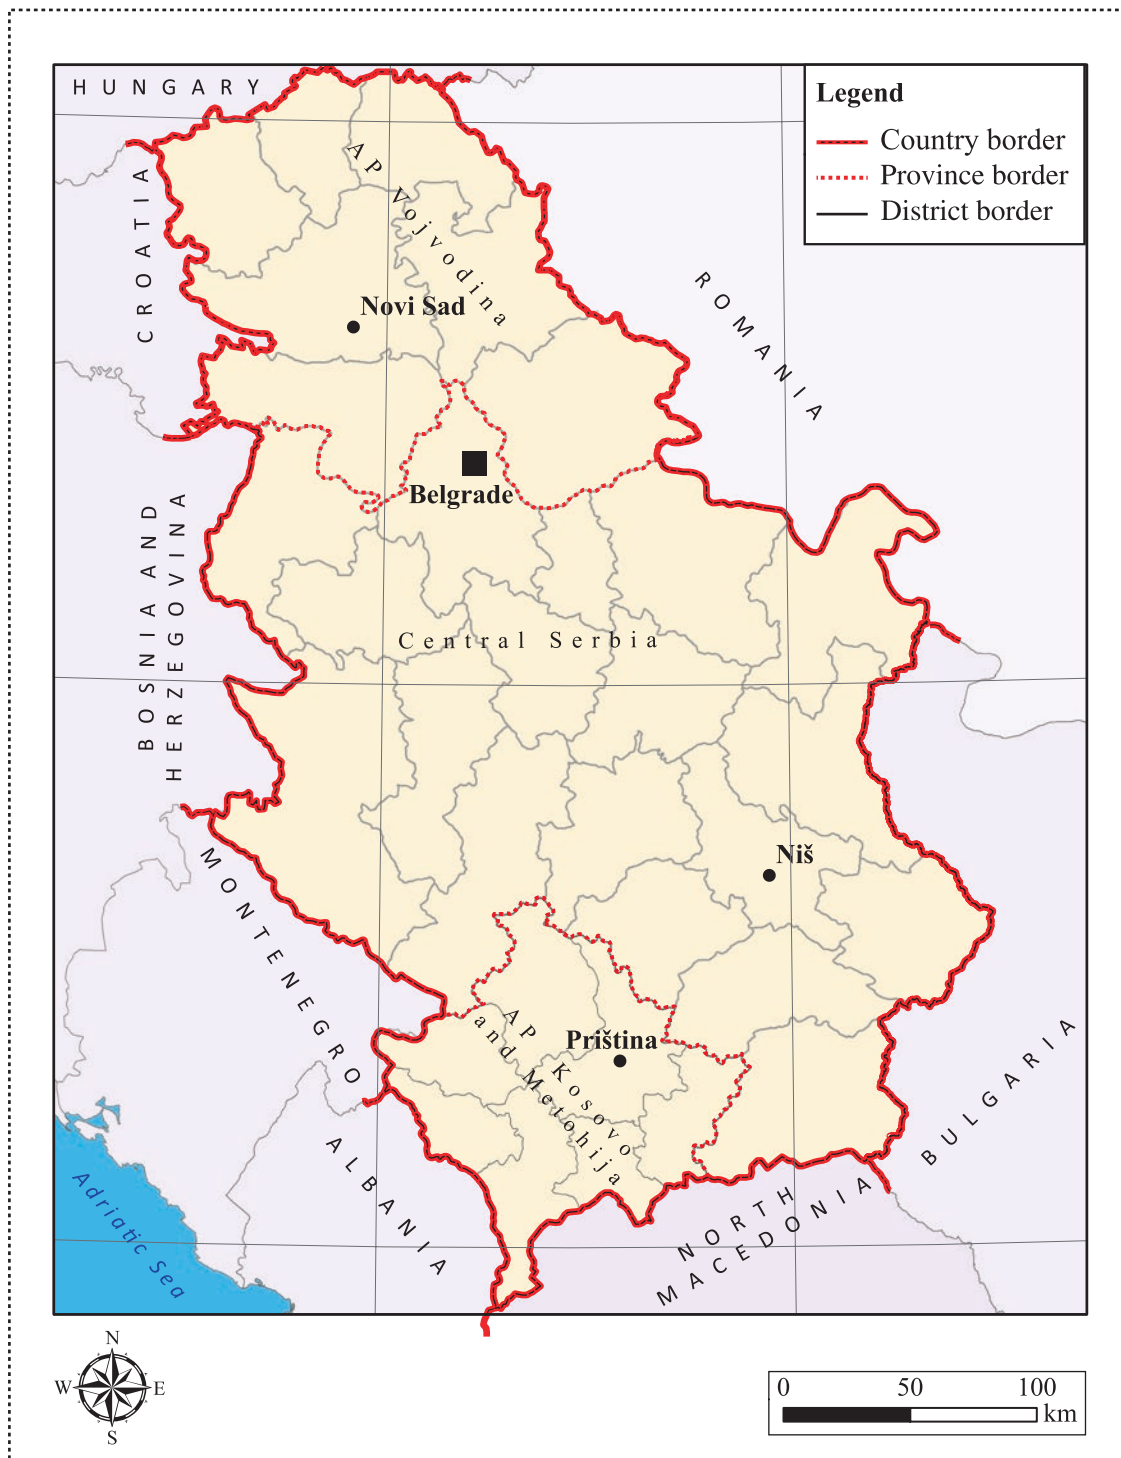 HUNGARY
Legend
Country border
Province border
District border
CROATIA
AP Vojvodina
ROMANIA
Novi Sad
Belgrade
BOSNIA AND
HERZEGOVINA
Central Serbia
Niš
MONTENEGRO
AP Kosovo
and Metohija
Priština
BULGARIA
ALBANIA
Adriatic Sea
NORTH
MACEDONIA
N
W E
S
0 50 100
km